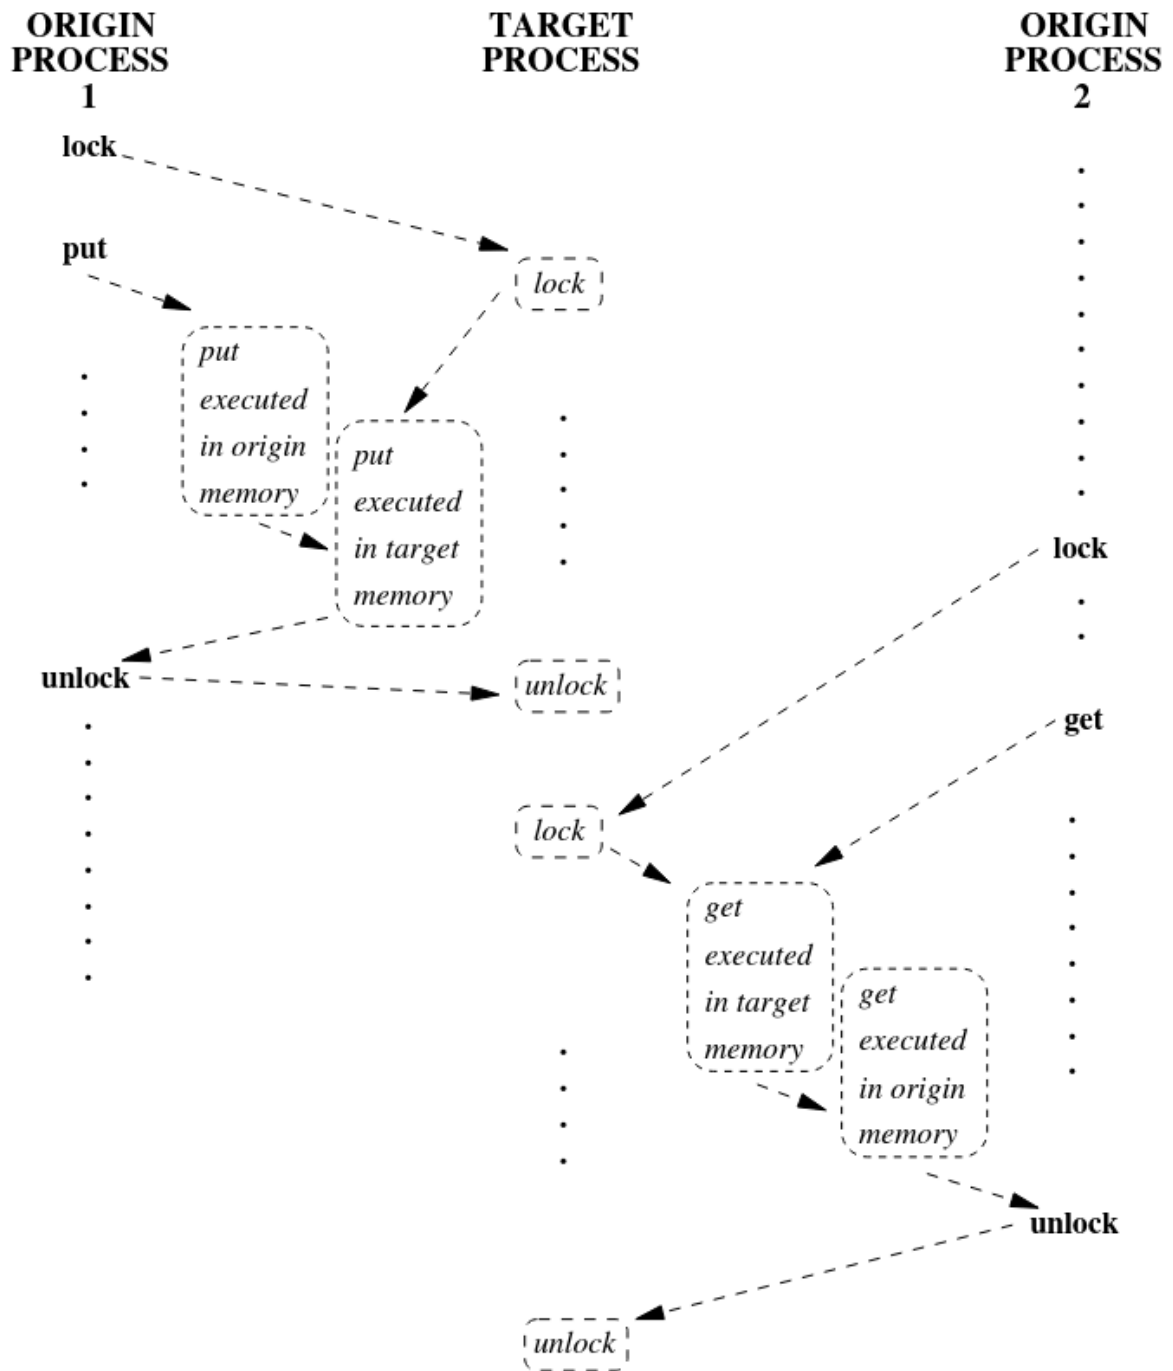 ORIGIN
PROCESS
1
TARGET
PROCESS
ORIGIN
PROCESS
2
lock
put
lock
put
executed
in origin
memory
put
executed
in target
memory
lock
unlock
unlock
get
lock
get
executed
in target
memory
get
executed
in origin
memory
unlock
unlock